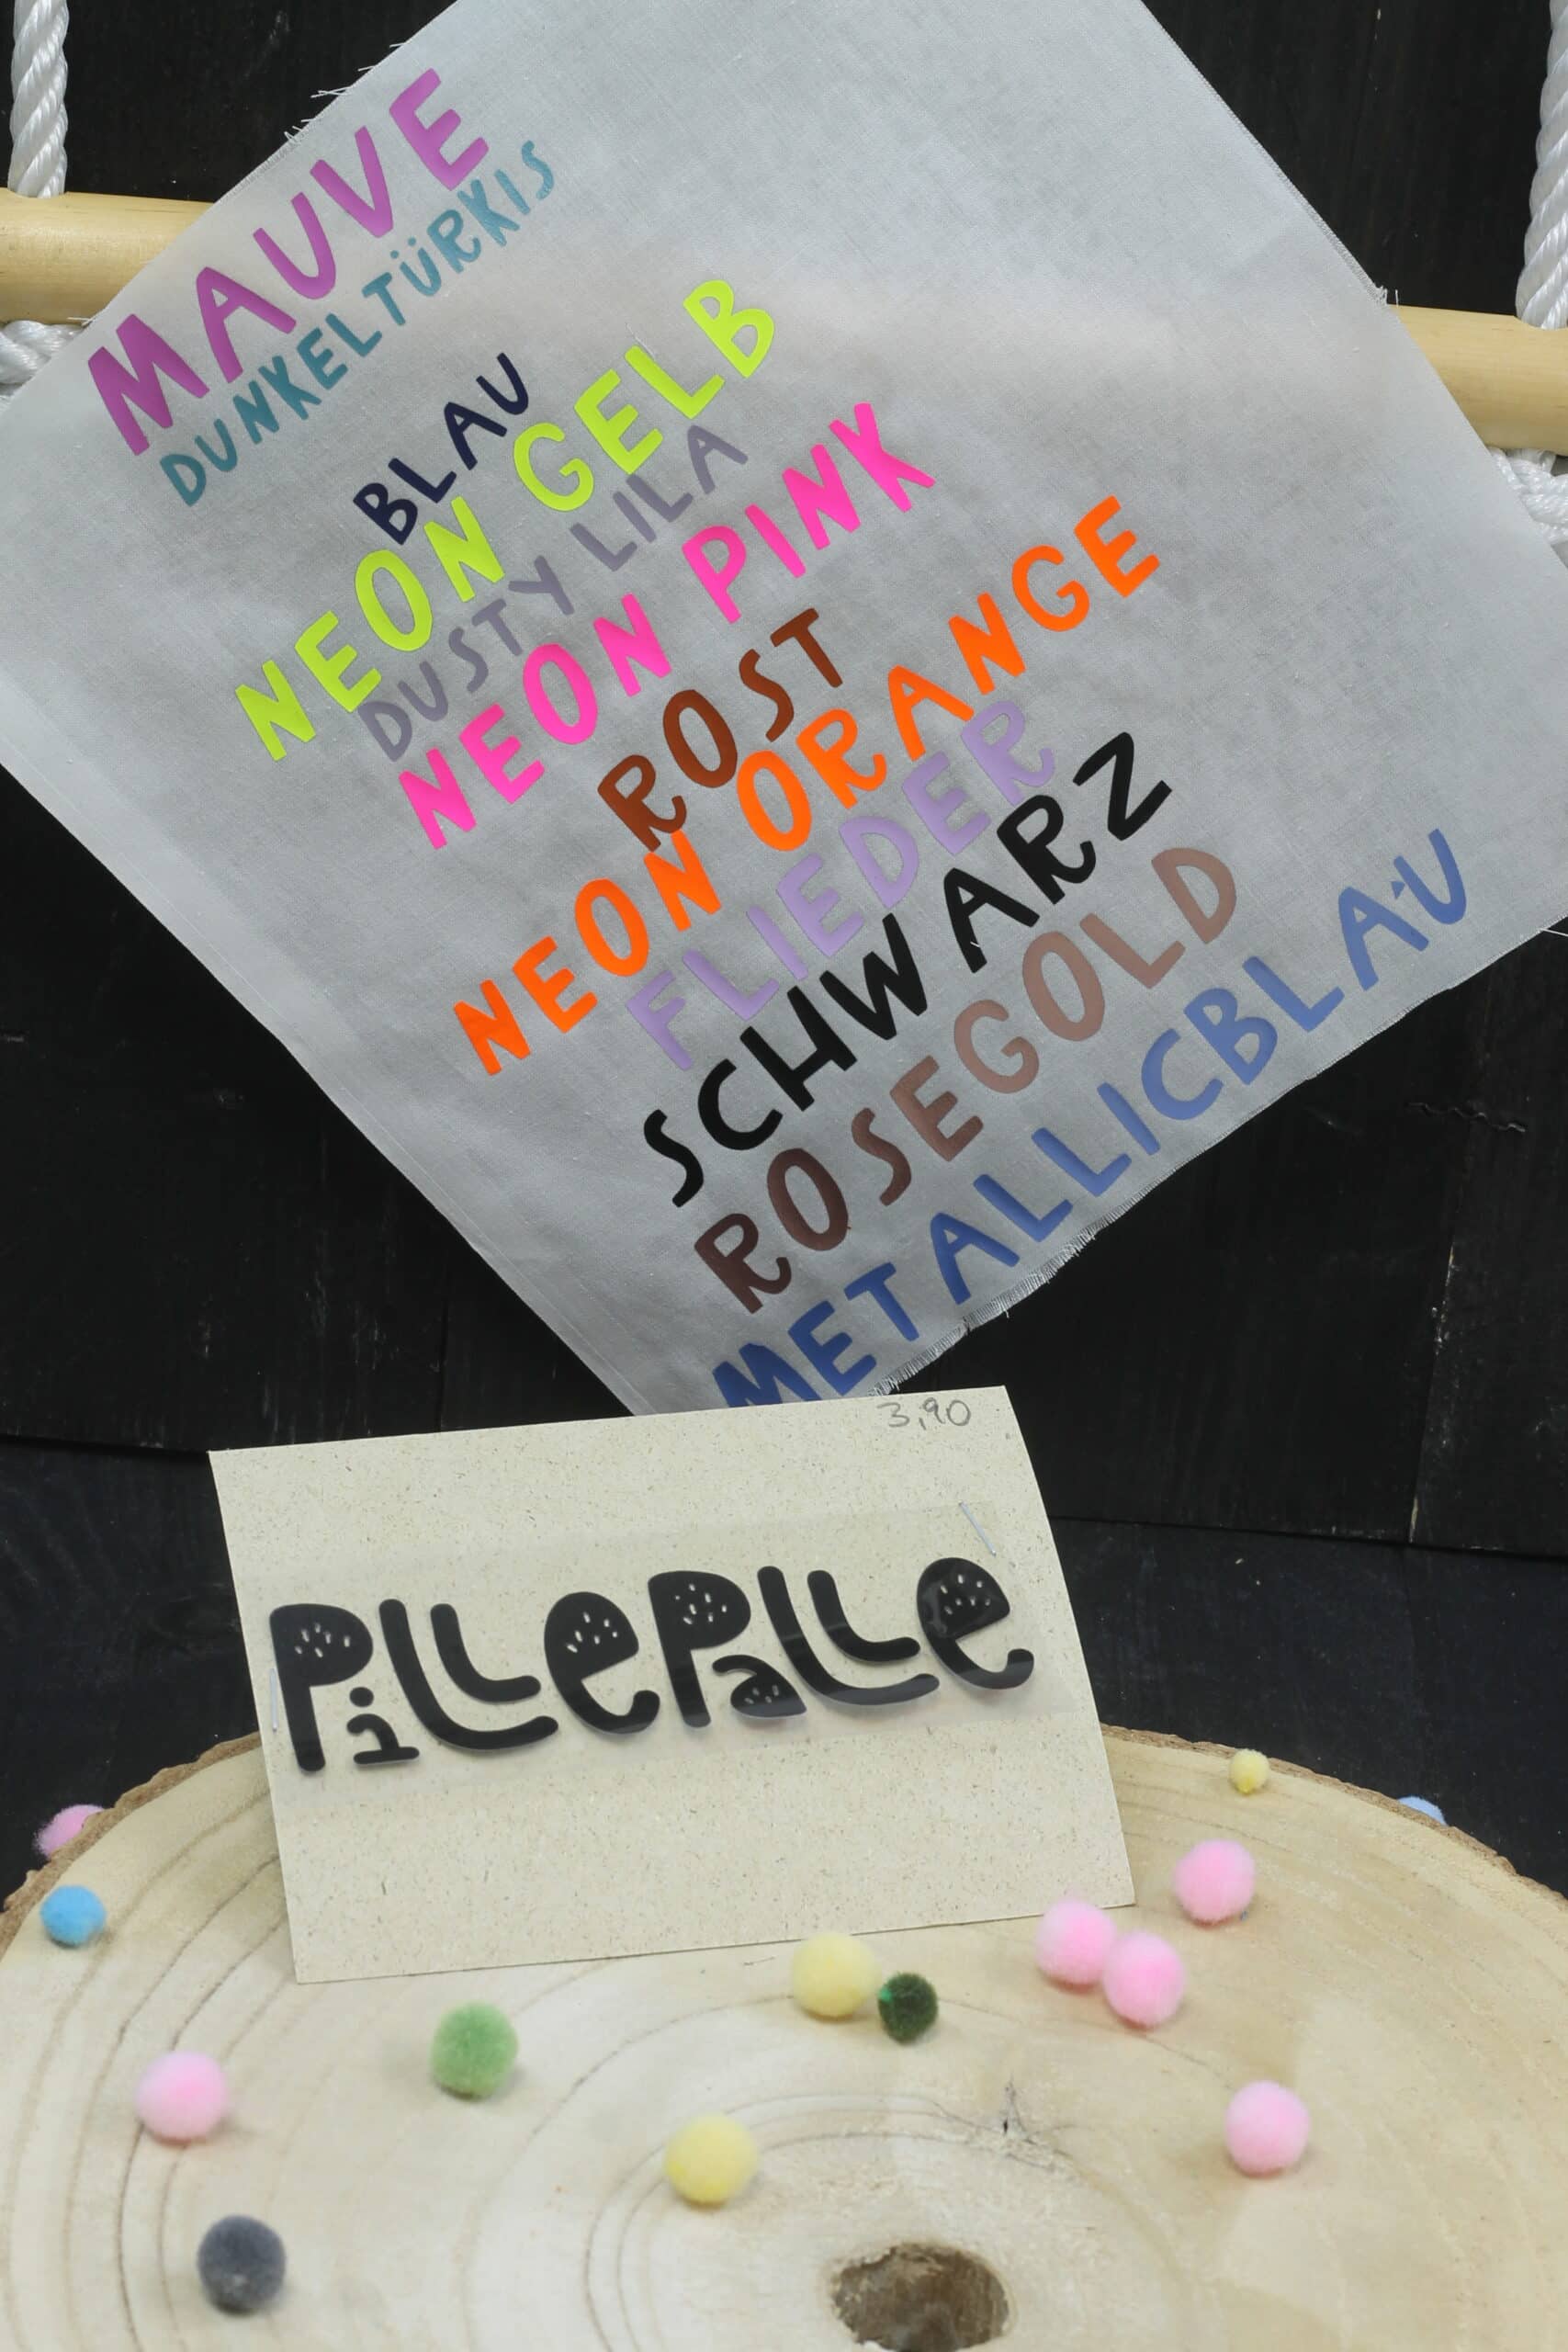 MAUVE
DUNKELTÜRKIS
BLAU
NEON GELB
DUSTY LILA
NEON PINK
ROST
NEON ORANGE
FLIEDER
SCHWARZ
ROSEGOLD
METALLICBLAU
3,90
PiLLePaLLe